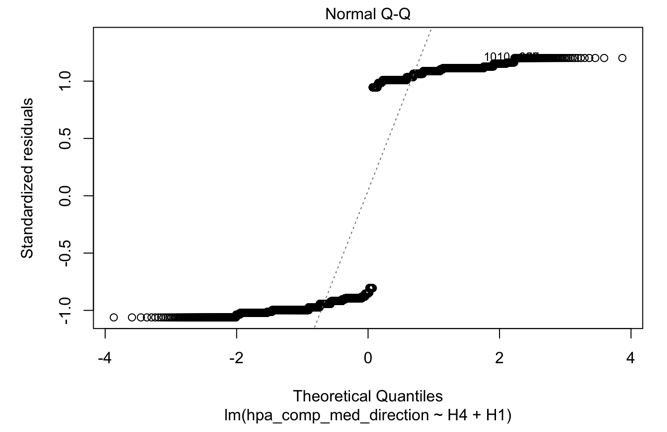 Normal Q-Q
1010
Standardized residuals
1.0
0.5
0.0
-0.5
-1.0
-4
-2
0
2
4
Theoretical Quantiles
lm(hpa_comp_med_direction ~ H4 + H1)